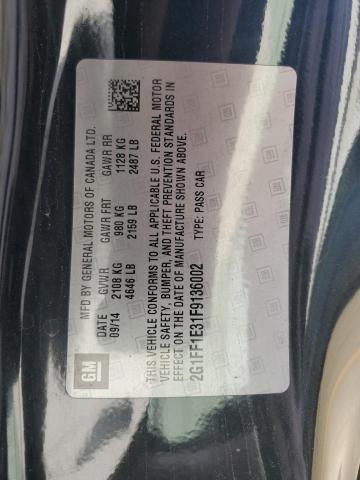 GM
MFD BY GENERAL MOTORS OF CANADA LTD.
DATE GVWR GAWR FRT GAWR RR
09/14 2108 KG 980 KG 1128 KG
4646 LB 2159 LB 2487 LB
THIS VEHICLE CONFORMS TO ALL APPLICABLE U.S. FEDERAL MOTOR
VEHICLE SAFETY, BUMPER, AND THEFT PREVENTION STANDARDS IN
EFFECT ON THE DATE OF MANUFACTURE SHOWN ABOVE.
2G1FF1E31F9136002 TYPE: PASS CAR